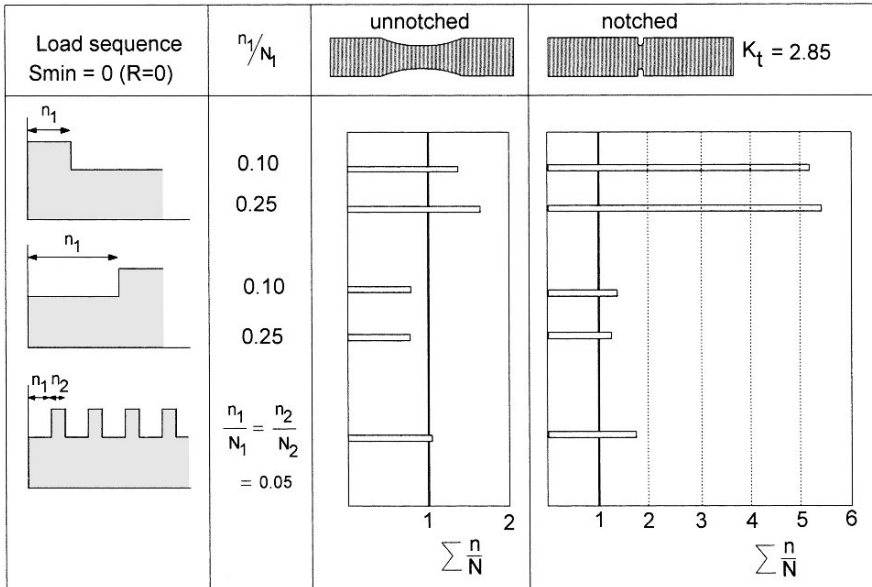 Load sequence
Smin = 0 (R=0)
n1/N1
unnotched
notched
Kt = 2.85
n1
0.10
0.25
n1
0.10
0.25
n1 n2
n1/N1 = n2/N2
= 0.05
1 2
∑ n/N
1 2 3 4 5 6
∑ n/N